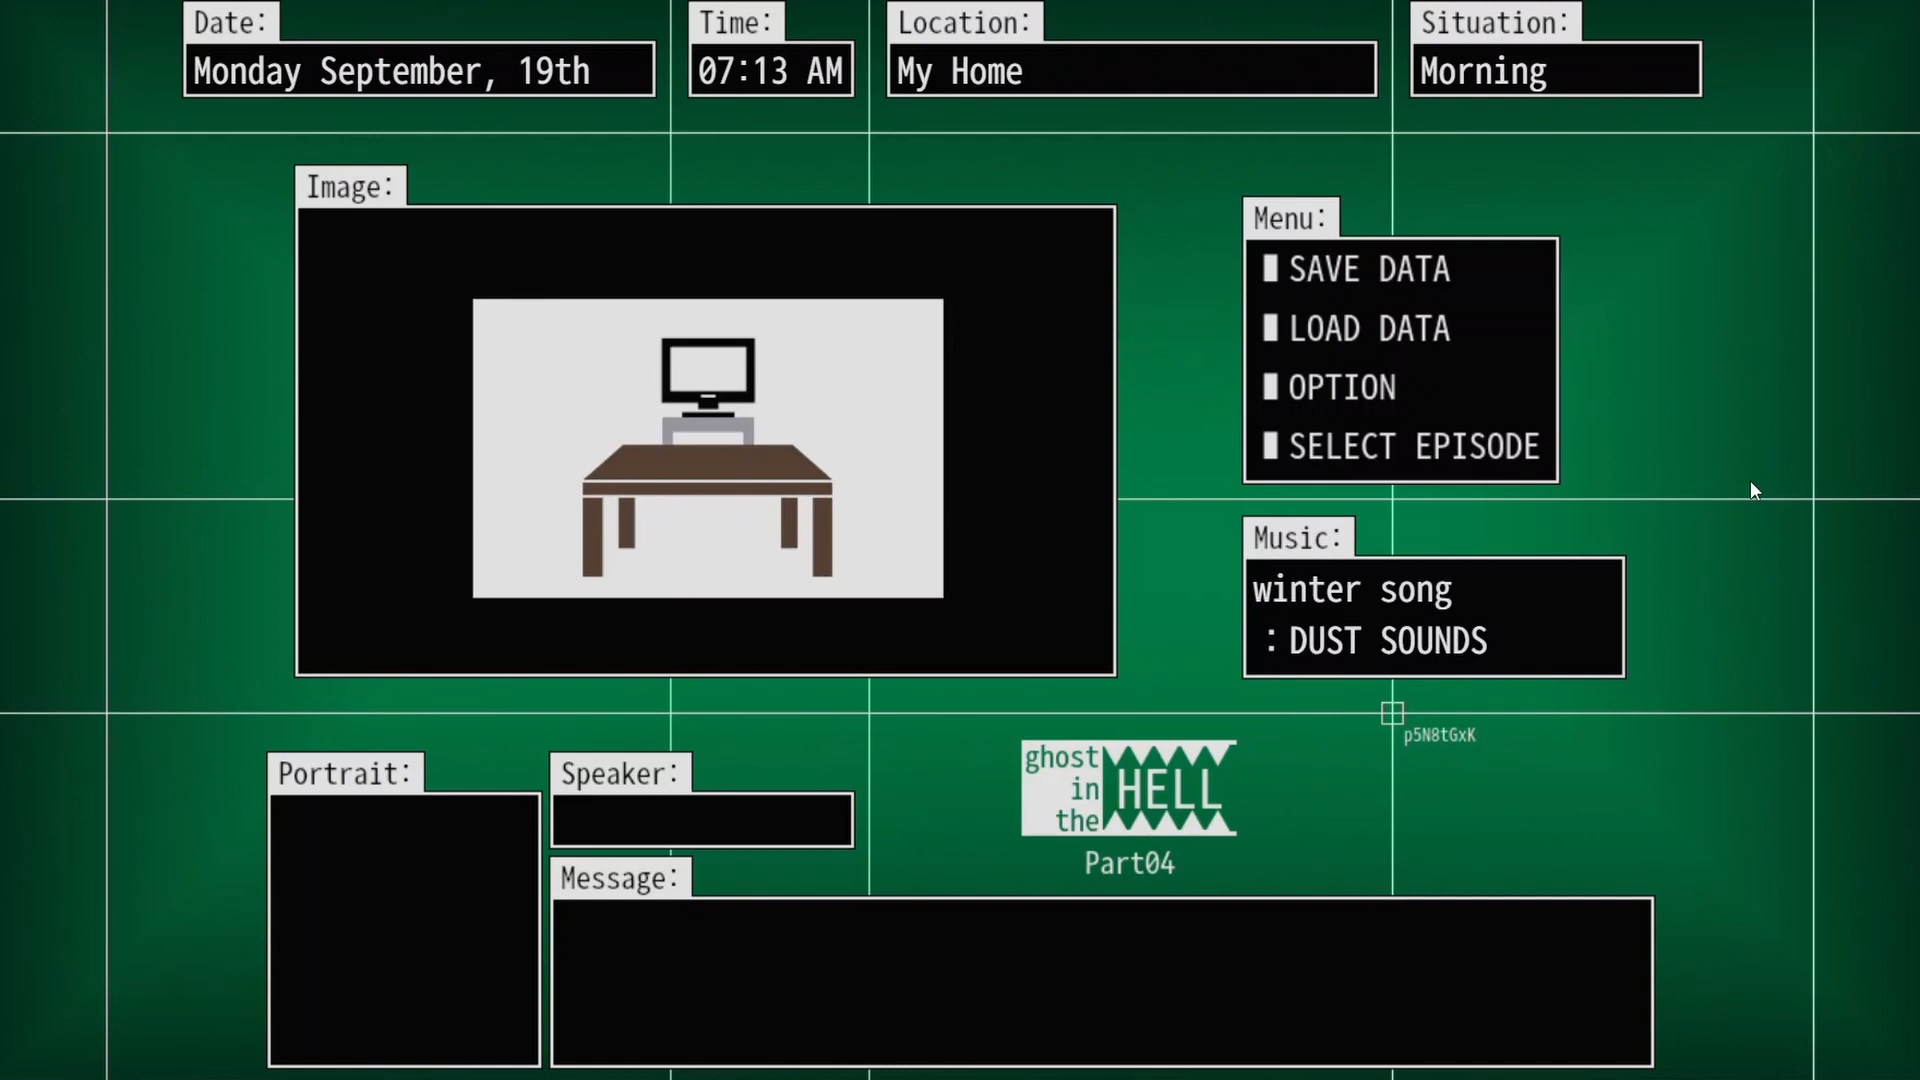 Date:
Monday September, 19th
Time:
07:13 AM
Location:
My Home
Situation:
Morning
Image:
Menu:
SAVE DATA
LOAD DATA
OPTION
SELECT EPISODE
Music:
winter song
:DUST SOUNDS
p5N8tGxK
Portrait:
Speaker:
ghost
in
the
HELL
Part04
Message: